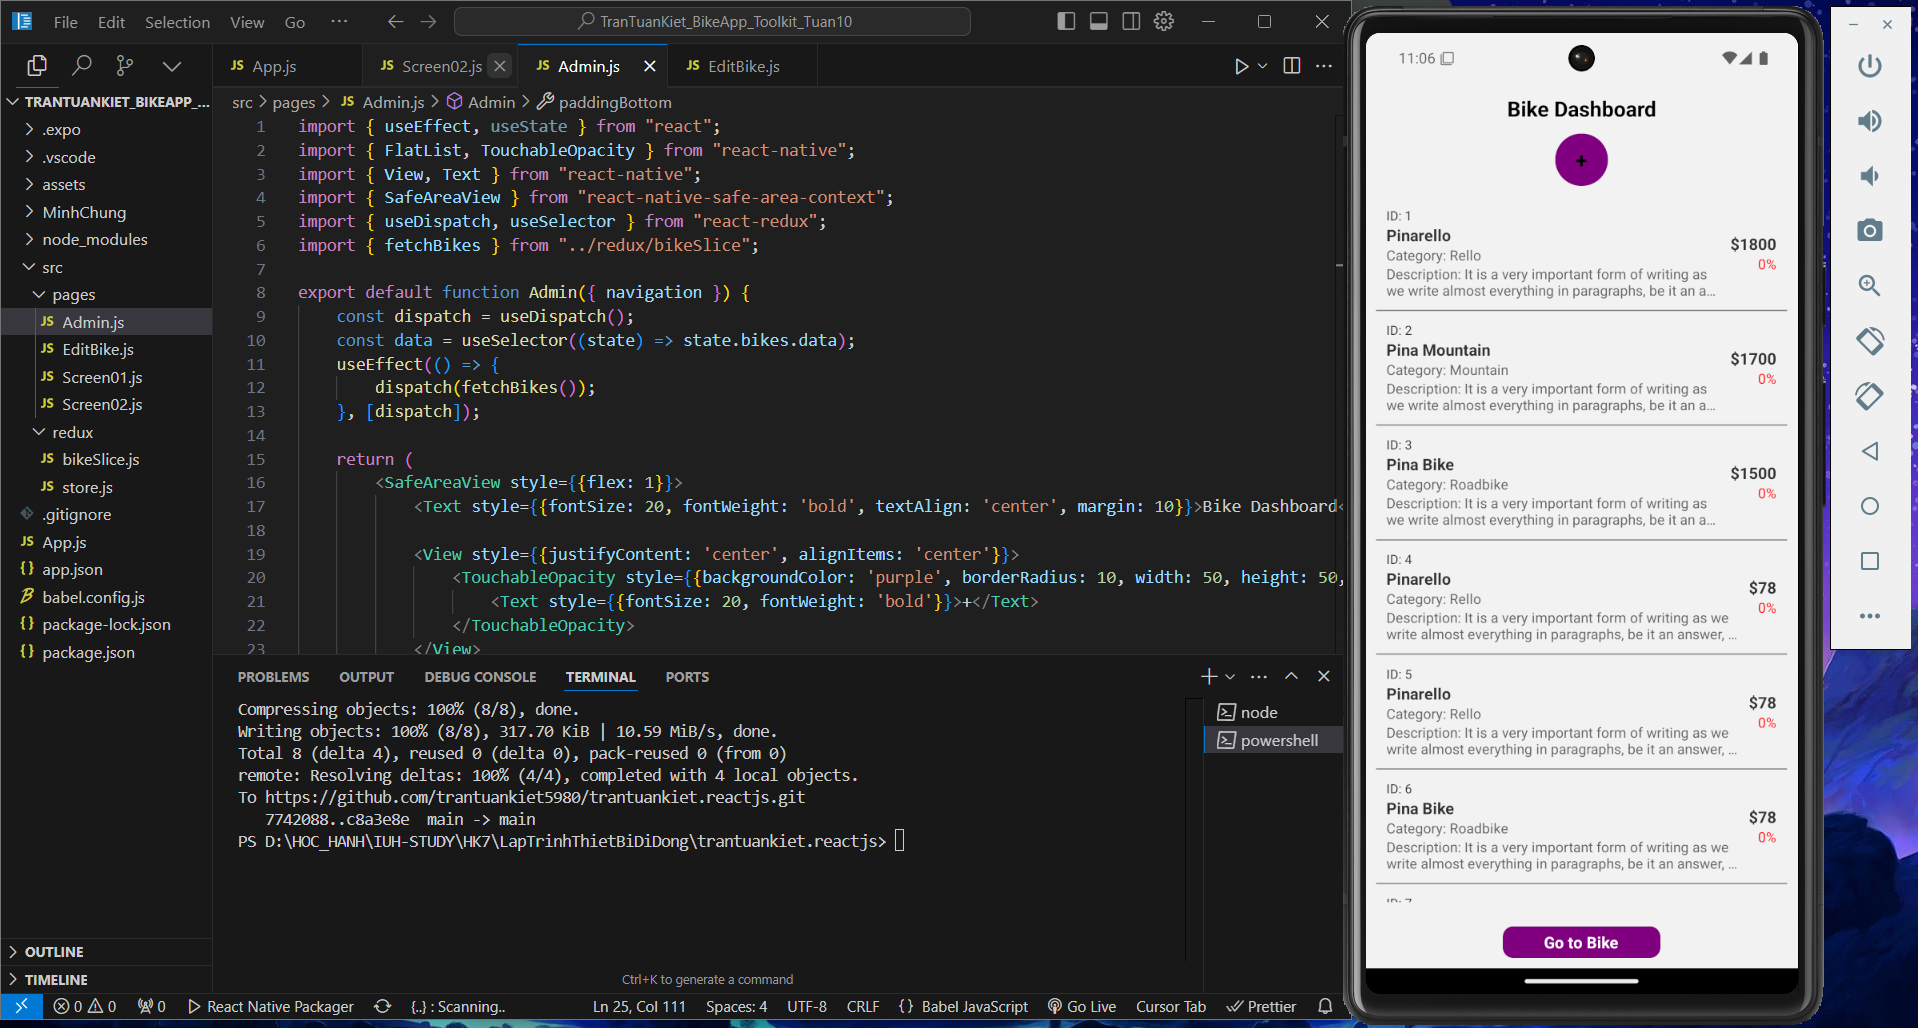 File Edit Selection View Go ··· TranTuanKiet_BikeApp_Toolkit_Tuan10
TRANTUANKIET_BIKEAPP_...
.expo
.vscode
assets
MinhChung
node_modules
src
pages
JS Admin.js
JS EditBike.js
JS Screen01.js
JS Screen02.js
redux
JS bikeSlice.js
JS store.js
.gitignore
JS App.js
{} app.json
babel.config.js
{} package-lock.json
{} package.json
OUTLINE
TIMELINE
JS App.js JS Screen02.js JS Admin.js JS EditBike.js
src > pages > JS Admin.js > Admin > paddingBottom
1 import { useEffect, useState } from "react";
2 import { FlatList, TouchableOpacity } from "react-native";
3 import { View, Text } from "react-native";
4 import { SafeAreaView } from "react-native-safe-area-context";
5 import { useDispatch, useSelector } from "react-redux";
6 import { fetchBikes } from "../redux/bikeSlice";
7
8 export default function Admin({ navigation }) {
9 const dispatch = useDispatch();
10 const data = useSelector((state) => state.bikes.data);
11 useEffect(() => {
12 dispatch(fetchBikes());
13 }, [dispatch]);
14
15 return (
16 <SafeAreaView style={{flex: 1}}>
17 <Text style={{fontSize: 20, fontWeight: 'bold', textAlign: 'center', margin: 10}}>Bike Dashboard<
18
19 <View style={{justifyContent: 'center', alignItems: 'center'}}>
20 <TouchableOpacity style={{backgroundColor: 'purple', borderRadius: 10, width: 50, height: 50,
21 <Text style={{fontSize: 20, fontWeight: 'bold'}}>+</Text>
22 </TouchableOpacity>
23 </View>
PROBLEMS OUTPUT DEBUG CONSOLE TERMINAL PORTS
Compressing objects: 100% (8/8), done.
Writing objects: 100% (8/8), 317.70 KiB | 10.59 MiB/s, done.
Total 8 (delta 4), reused 0 (delta 0), pack-reused 0 (from 0)
remote: Resolving deltas: 100% (4/4), completed with 4 local objects.
To https://github.com/trantuankiet5980/trantuankiet.reactjs.git
7742088..c8a3e8e main -> main
PS D:\HOC_HANH\IUH-STUDY\HK7\LapTrinhThietBiDiDong\trantuankiet.reactjs>
node
powershell
Ctrl+K to generate a command
0 0 0 React Native Packager {..} : Scanning.. Ln 25, Col 111 Spaces: 4 UTF-8 CRLF {} Babel JavaScript Go Live Cursor Tab Prettier
11:06
Bike Dashboard
+
ID: 1
Pinarello
$1800
Category: Rello
0%
Description: It is a very important form of writing as
we write almost everything in paragraphs, be it an a...
ID: 2
Pina Mountain
$1700
Category: Mountain
0%
Description: It is a very important form of writing as
we write almost everything in paragraphs, be it an a...
ID: 3
Pina Bike
$1500
Category: Roadbike
0%
Description: It is a very important form of writing as
we write almost everything in paragraphs, be it an a...
ID: 4
Pinarello
$78
Category: Rello
0%
Description: It is a very important form of writing as we
write almost everything in paragraphs, be it an answer, ...
ID: 5
Pinarello
$78
Category: Rello
0%
Description: It is a very important form of writing as we
write almost everything in paragraphs, be it an answer, ...
ID: 6
Pina Bike
$78
Category: Roadbike
0%
Description: It is a very important form of writing as we
write almost everything in paragraphs, be it an answer, ...
ID: 7
Go to Bike